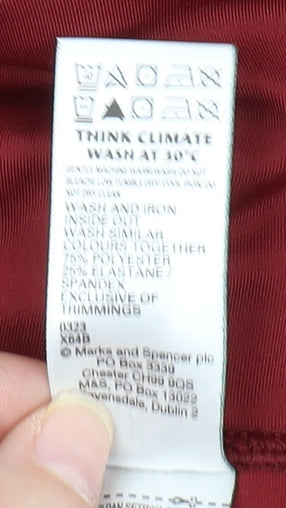 THINK CLIMATE
WASH AT 30°C
WASH AND IRON
INSIDE OUT
WASH SIMILAR
COLOURS TOGETHER
75% POLYESTER
25% ELASTANE /
SPANDEX
EXCLUSIVE OF
TRIMMINGS
0323
X64B
© Marks and Spencer plc
PO Box 3339
Chester CH99 9QS
M&S, PO Box 13022
Dublin 2